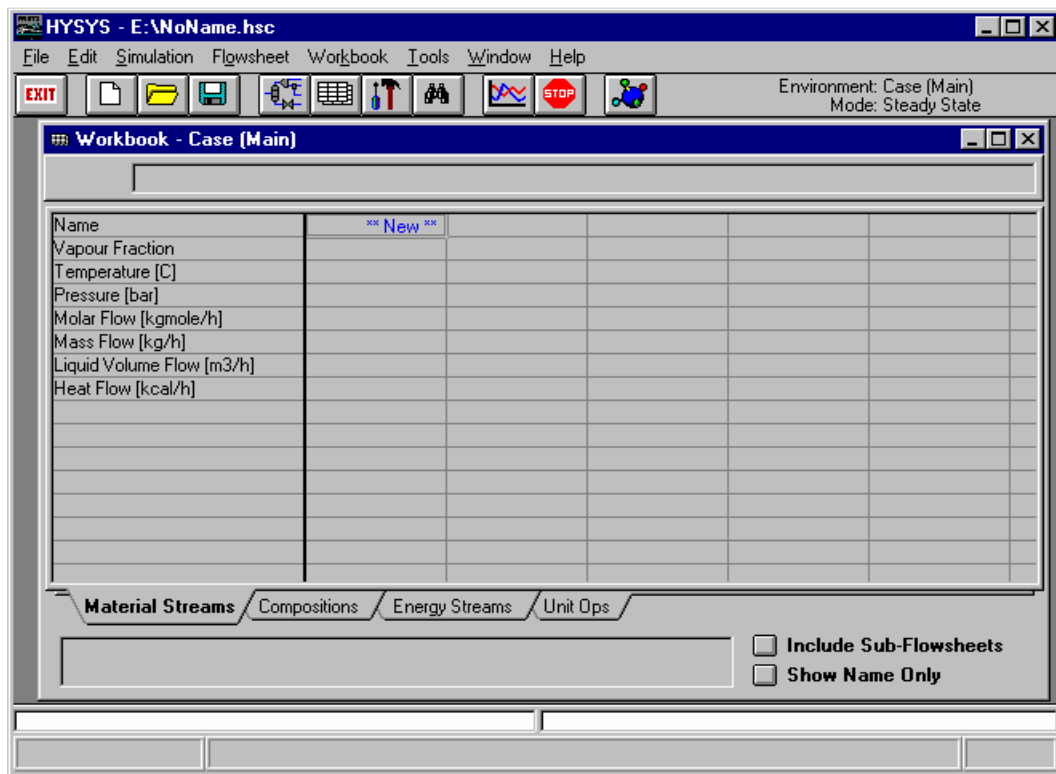 HYSYS - E:\NoName.hsc
File Edit Simulation Flowsheet Workbook Tools Window Help
EXIT
STOP
Environment: Case (Main)
Mode: Steady State
Workbook - Case (Main)
Name
** New **
Vapour Fraction
Temperature [C]
Pressure [bar]
Molar Flow [kgmole/h]
Mass Flow [kg/h]
Liquid Volume Flow [m3/h]
Heat Flow [kcal/h]
Material Streams Compositions Energy Streams Unit Ops
Include Sub-Flowsheets
Show Name Only